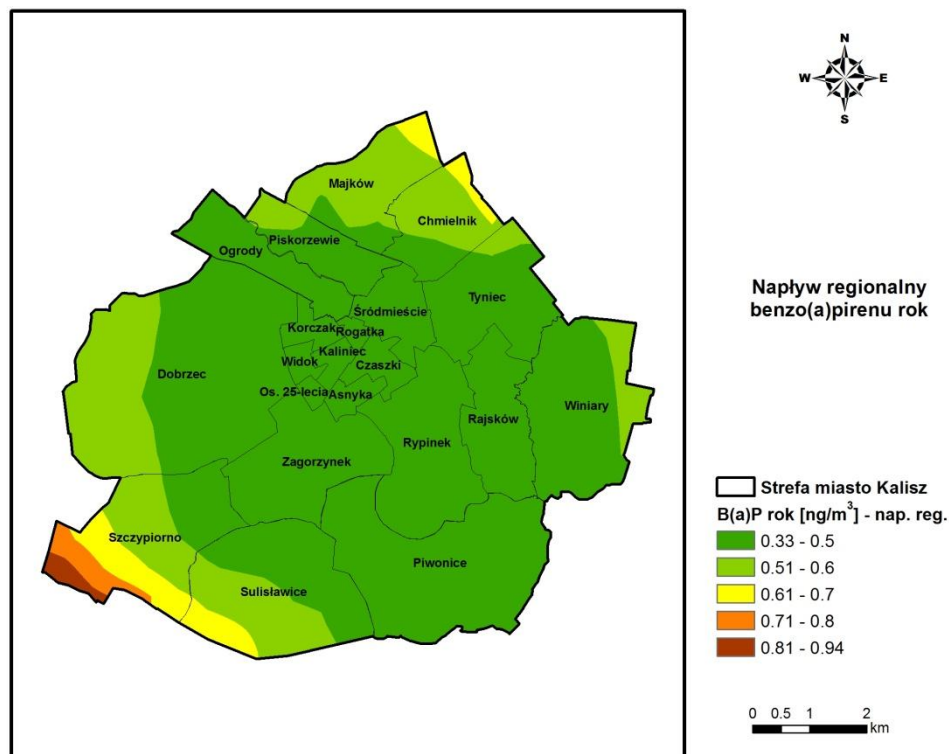 N
W E
S
Majków
Chmielnik
Piskorzewie
Ogrody
Tyniec
Śródmieście
Korczak
Rogatka
Kaliniec
Widok
Czaszki
Dobrzec
Os. 25-lecia
Asnyka
Winiary
Rajsków
Rypinek
Zagorzynek
Szczypiorno
Piwonice
Sulisławice
Napływ regionalny
benzo(a)pirenu rok
Strefa miasto Kalisz
B(a)P rok [ng/m³] - nap. reg.
0.33 - 0.5
0.51 - 0.6
0.61 - 0.7
0.71 - 0.8
0.81 - 0.94
0 0.5 1 2
km